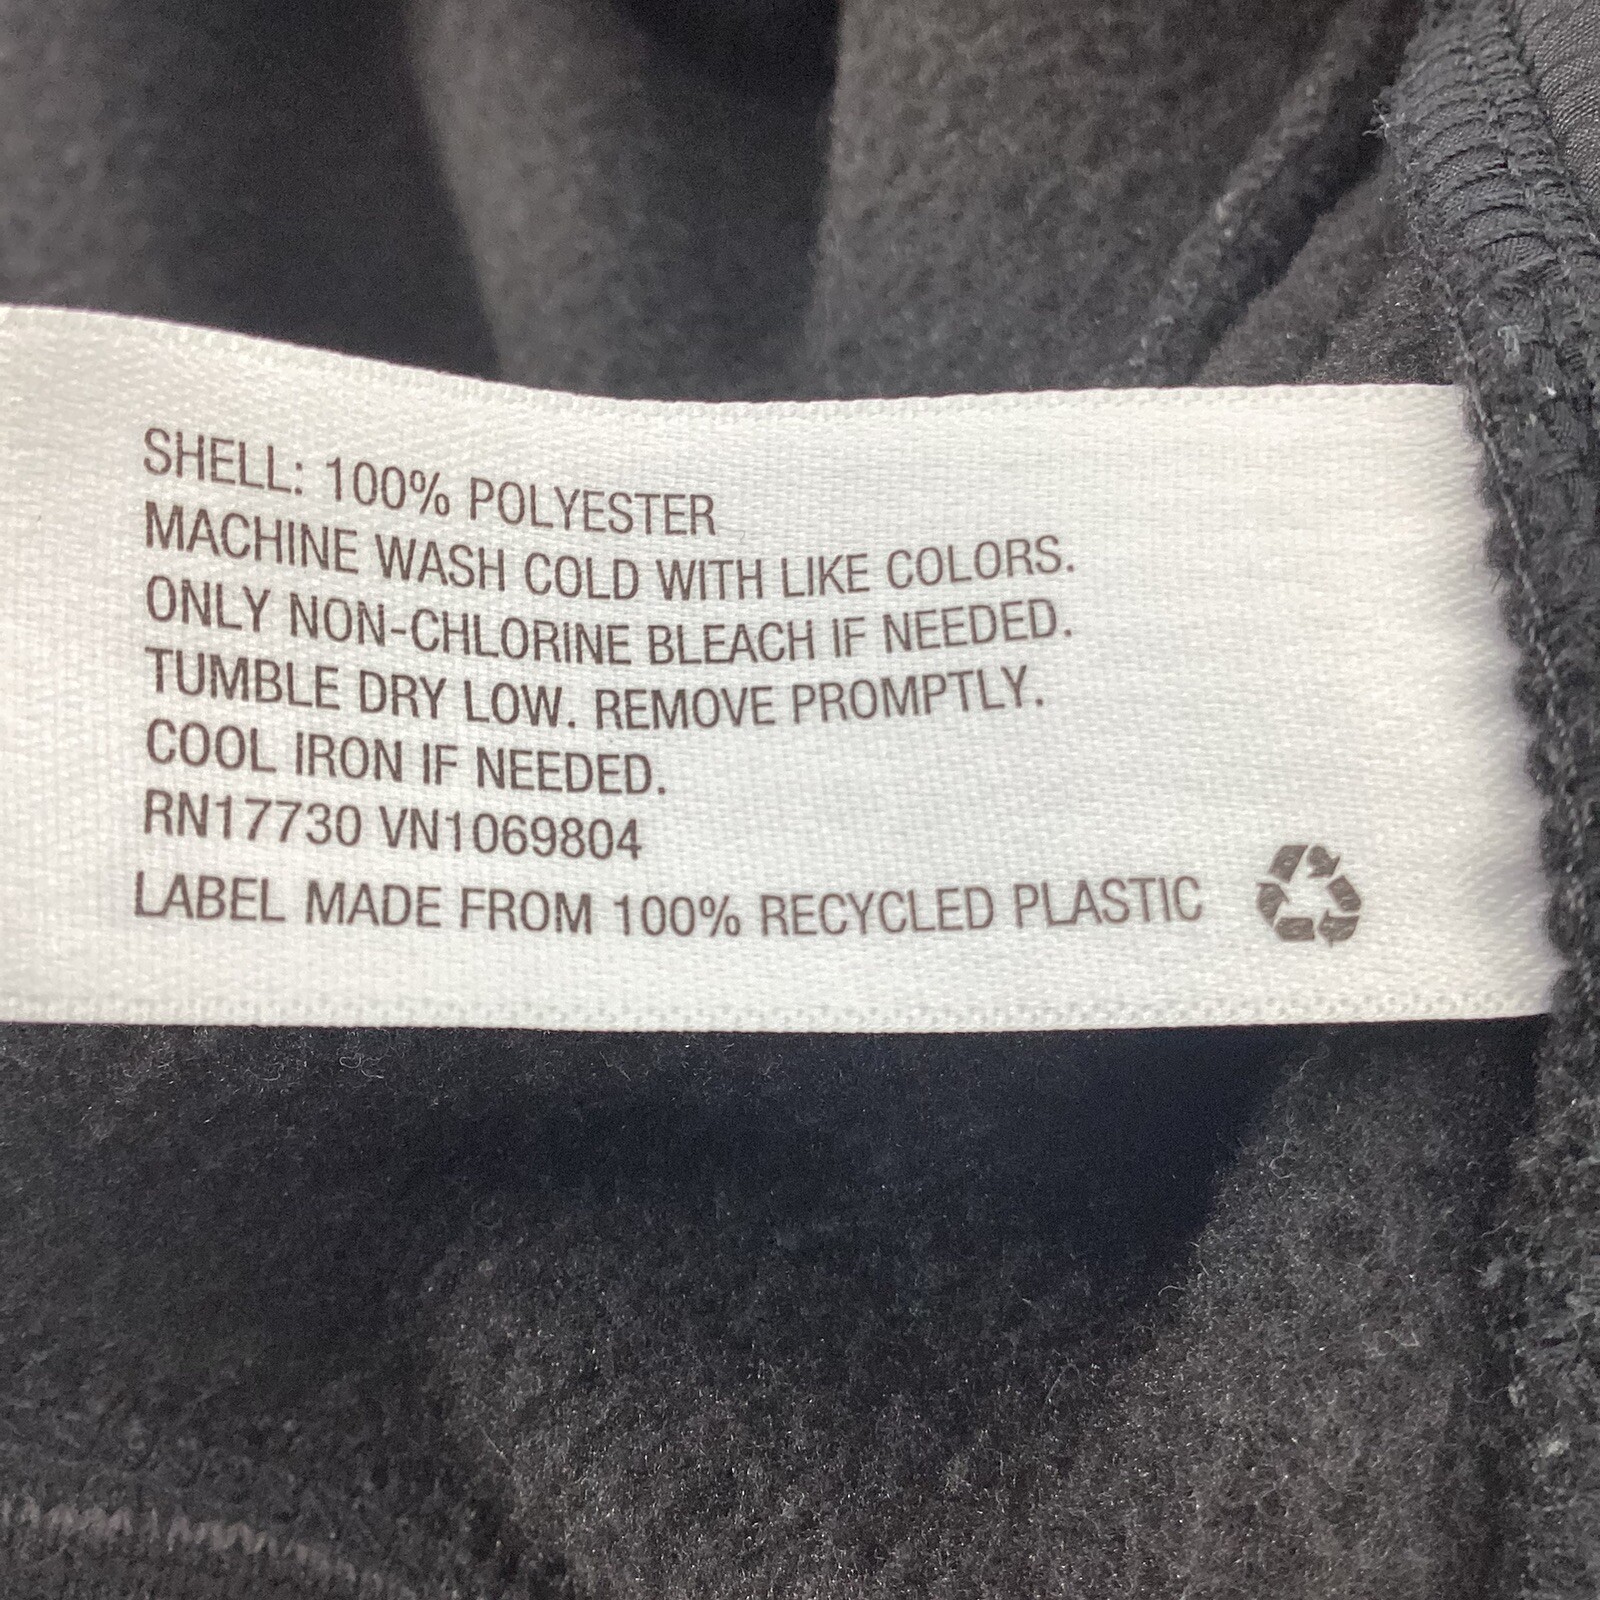 SHELL: 100% POLYESTER
MACHINE WASH COLD WITH LIKE COLORS.
ONLY NON-CHLORINE BLEACH IF NEEDED.
TUMBLE DRY LOW. REMOVE PROMPTLY.
COOL IRON IF NEEDED.
RN17730 VN1069804
LABEL MADE FROM 100% RECYCLED PLASTIC